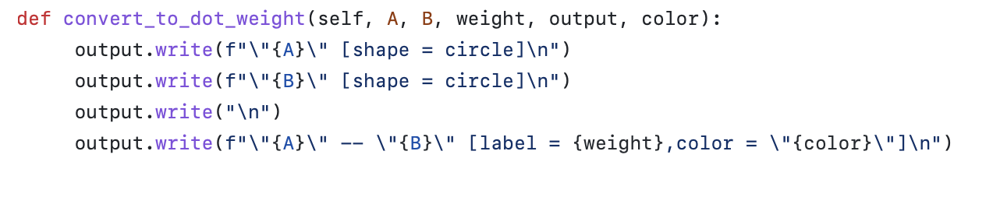 def convert_to_dot_weight(self, A, B, weight, output, color):
     output.write(f"\"{A}\" [shape = circle]\n")
     output.write(f"\"{B}\" [shape = circle]\n")
     output.write("\n")
     output.write(f"\"{A}\" -- \"{B}\" [label = {weight},color = \"{color}\"]\n")